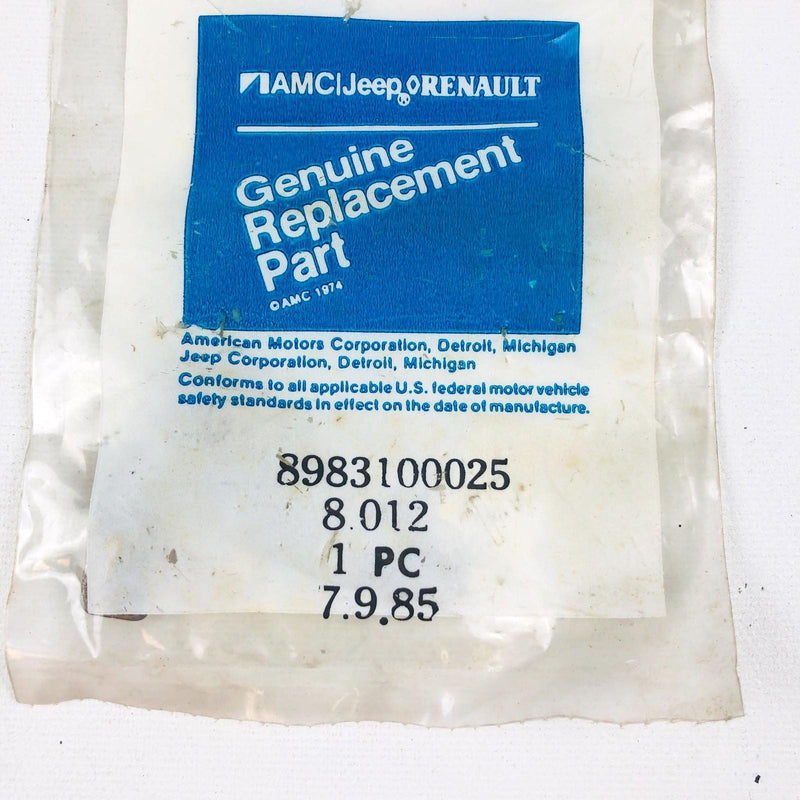 AMC|Jeep® RENAULT
Genuine
Replacement
Part
© AMC 1974
American Motors Corporation, Detroit, Michigan
Jeep Corporation, Detroit, Michigan
Conforms to all applicable U.S. federal motor vehicle
safety standards in effect on the date of manufacture.
8983100025
8.012
1 PC
7.9.85